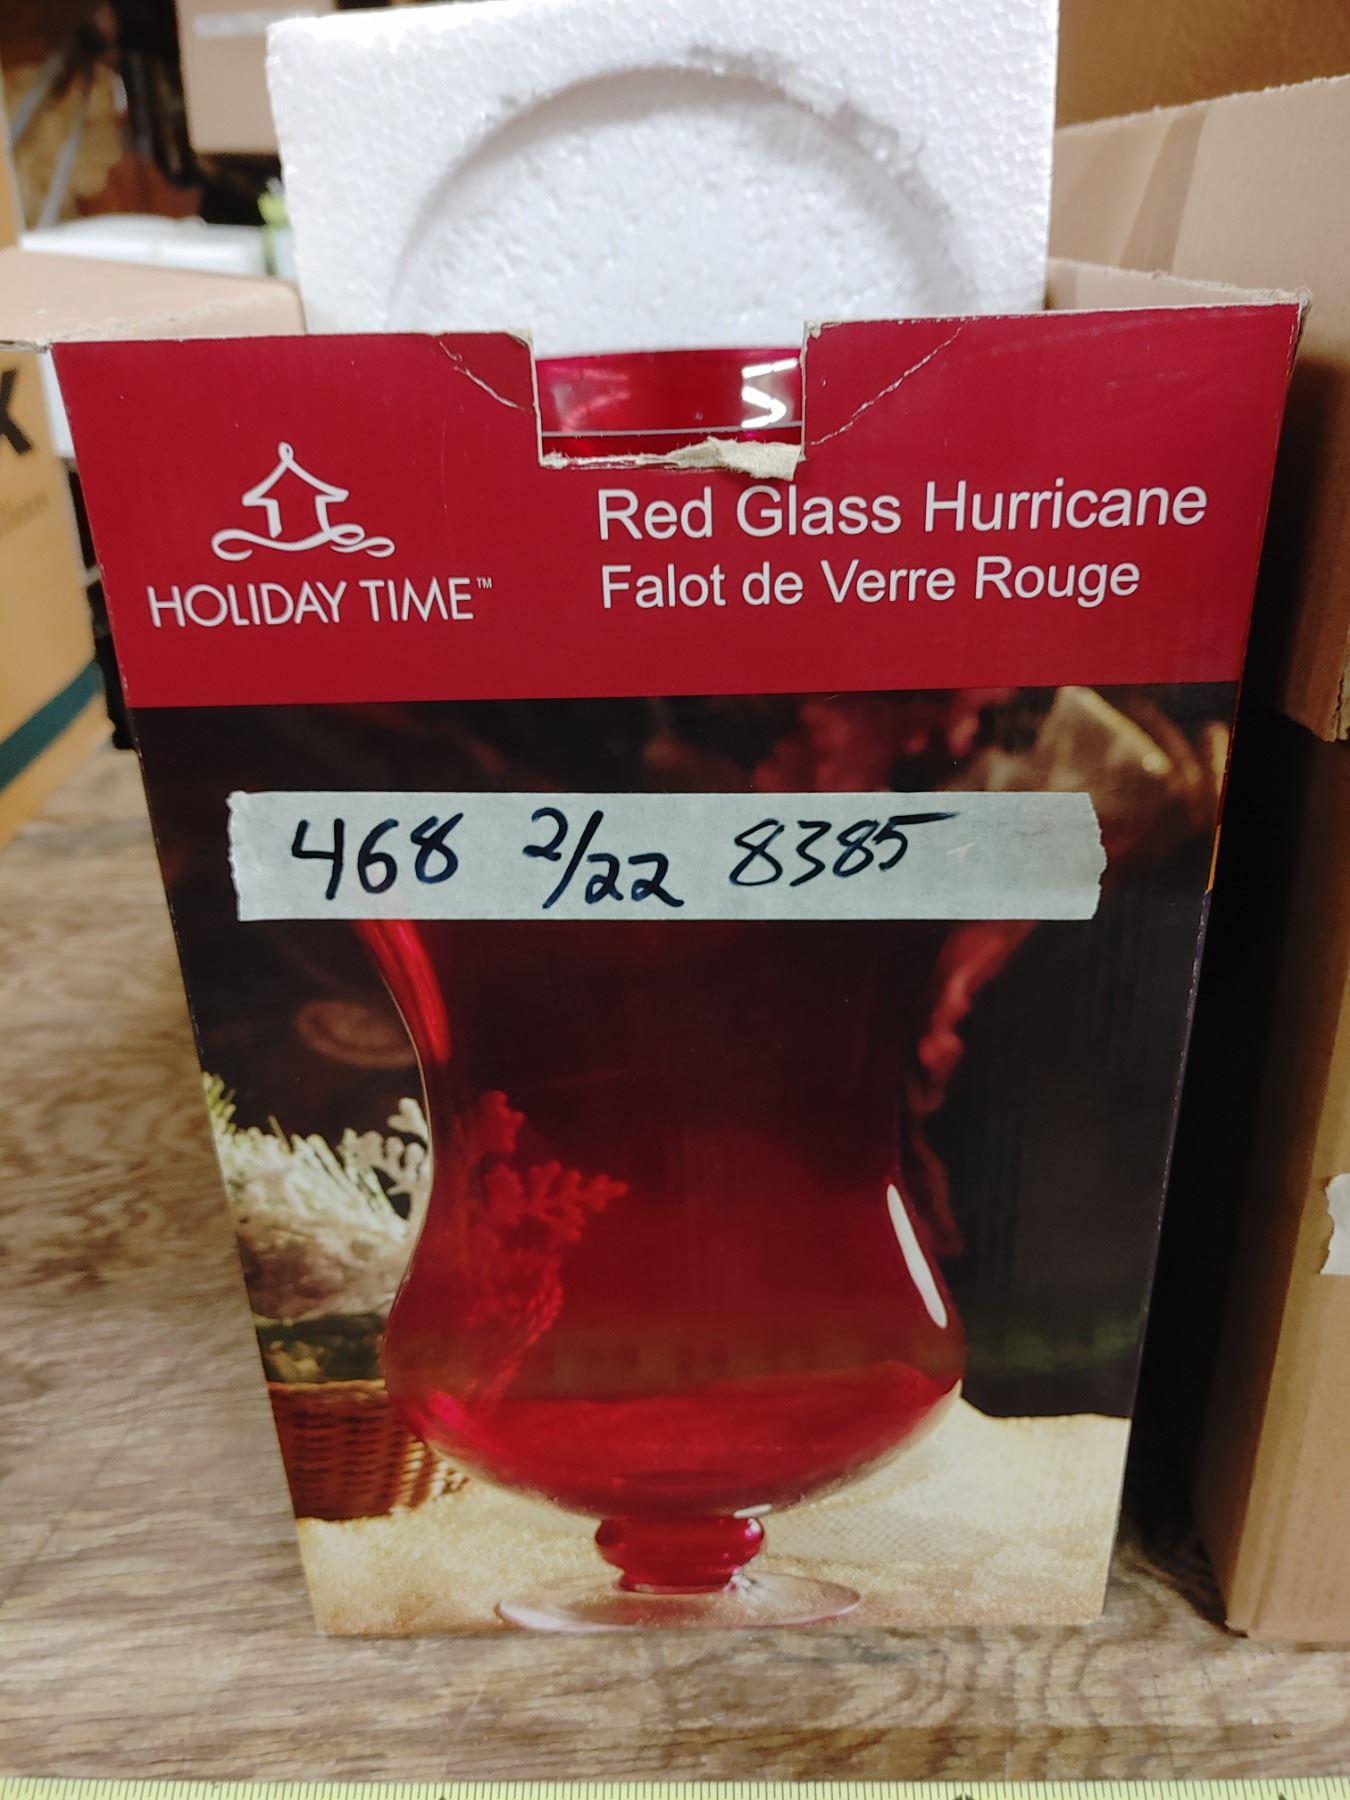 HOLIDAY TIME™
Red Glass Hurricane
Falot de Verre Rouge
468 2/22 8385